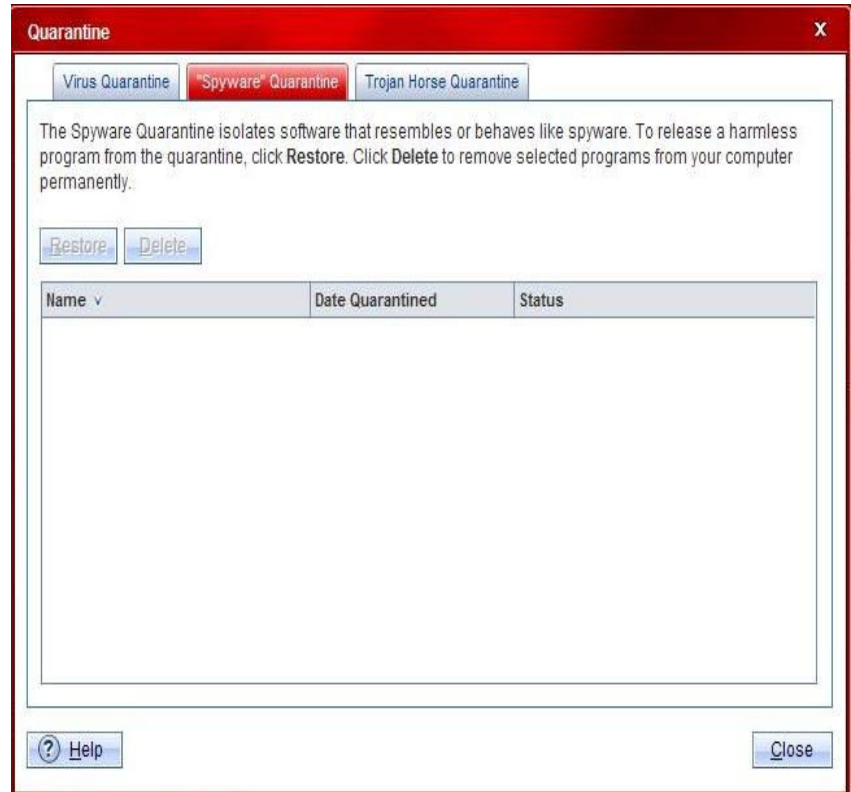 Quarantine X
Virus Quarantine "Spyware" Quarantine Trojan Horse Quarantine
The Spyware Quarantine isolates software that resembles or behaves like spyware. To release a harmless
program from the quarantine, click Restore. Click Delete to remove selected programs from your computer
permanently.
Restore Delete
Name Date Quarantined Status
? Help Close